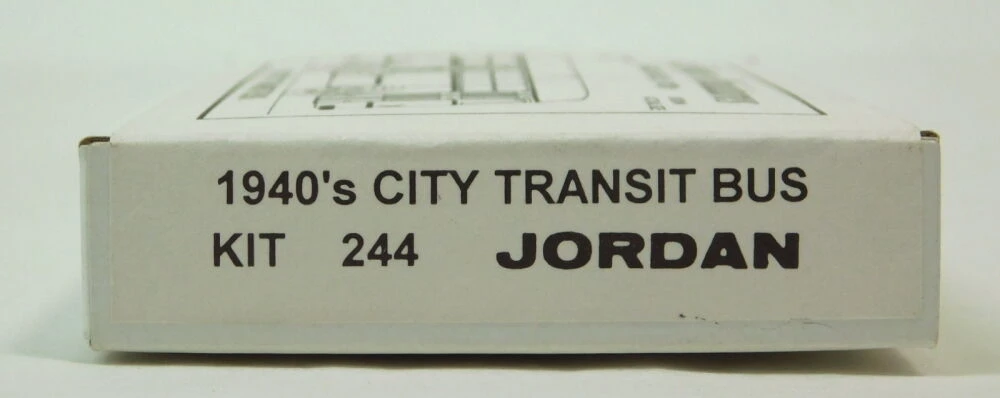 1940's CITY TRANSIT BUS
KIT 244 JORDAN